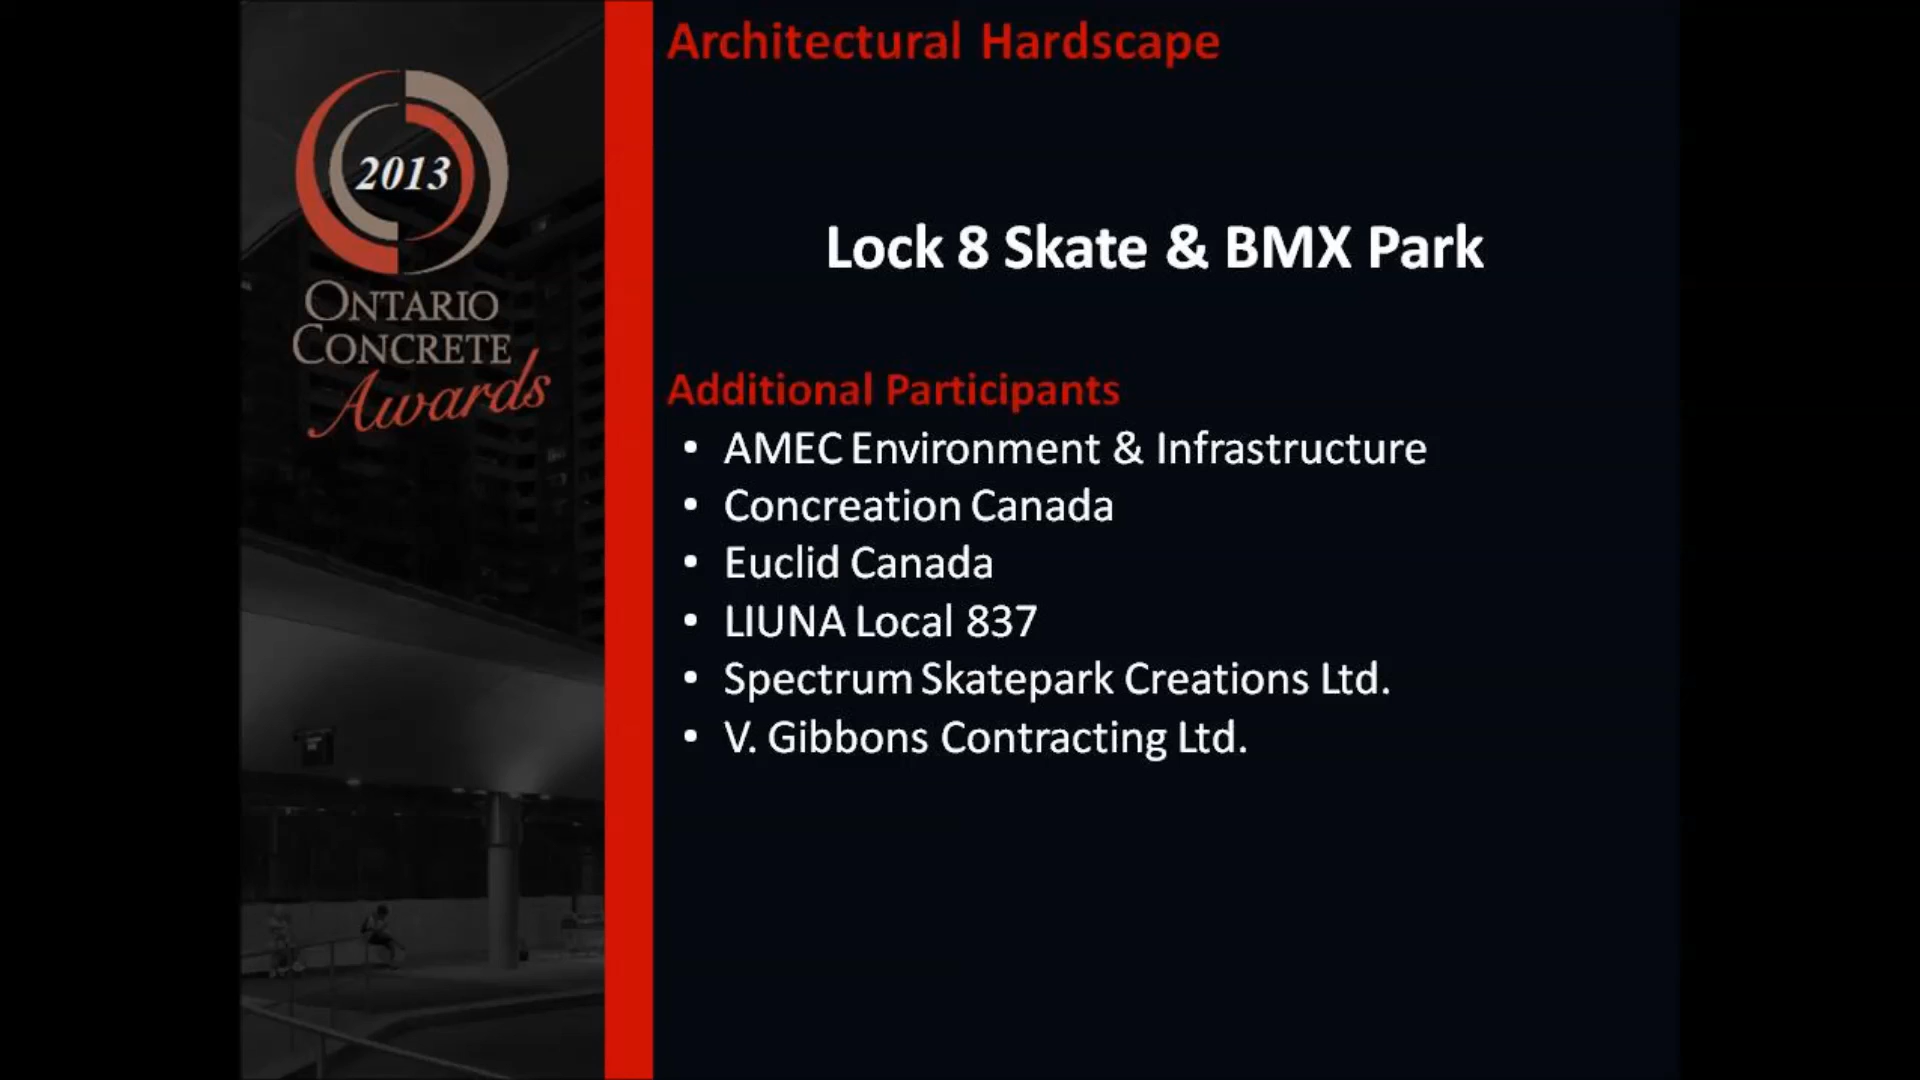 2013
ONTARIO
CONCRETE
Awards
Architectural Hardscape
Lock 8 Skate & BMX Park
Additional Participants
• AMEC Environment & Infrastructure
• Concreation Canada
• Euclid Canada
• LIUNA Local 837
• Spectrum Skatepark Creations Ltd.
• V. Gibbons Contracting Ltd.